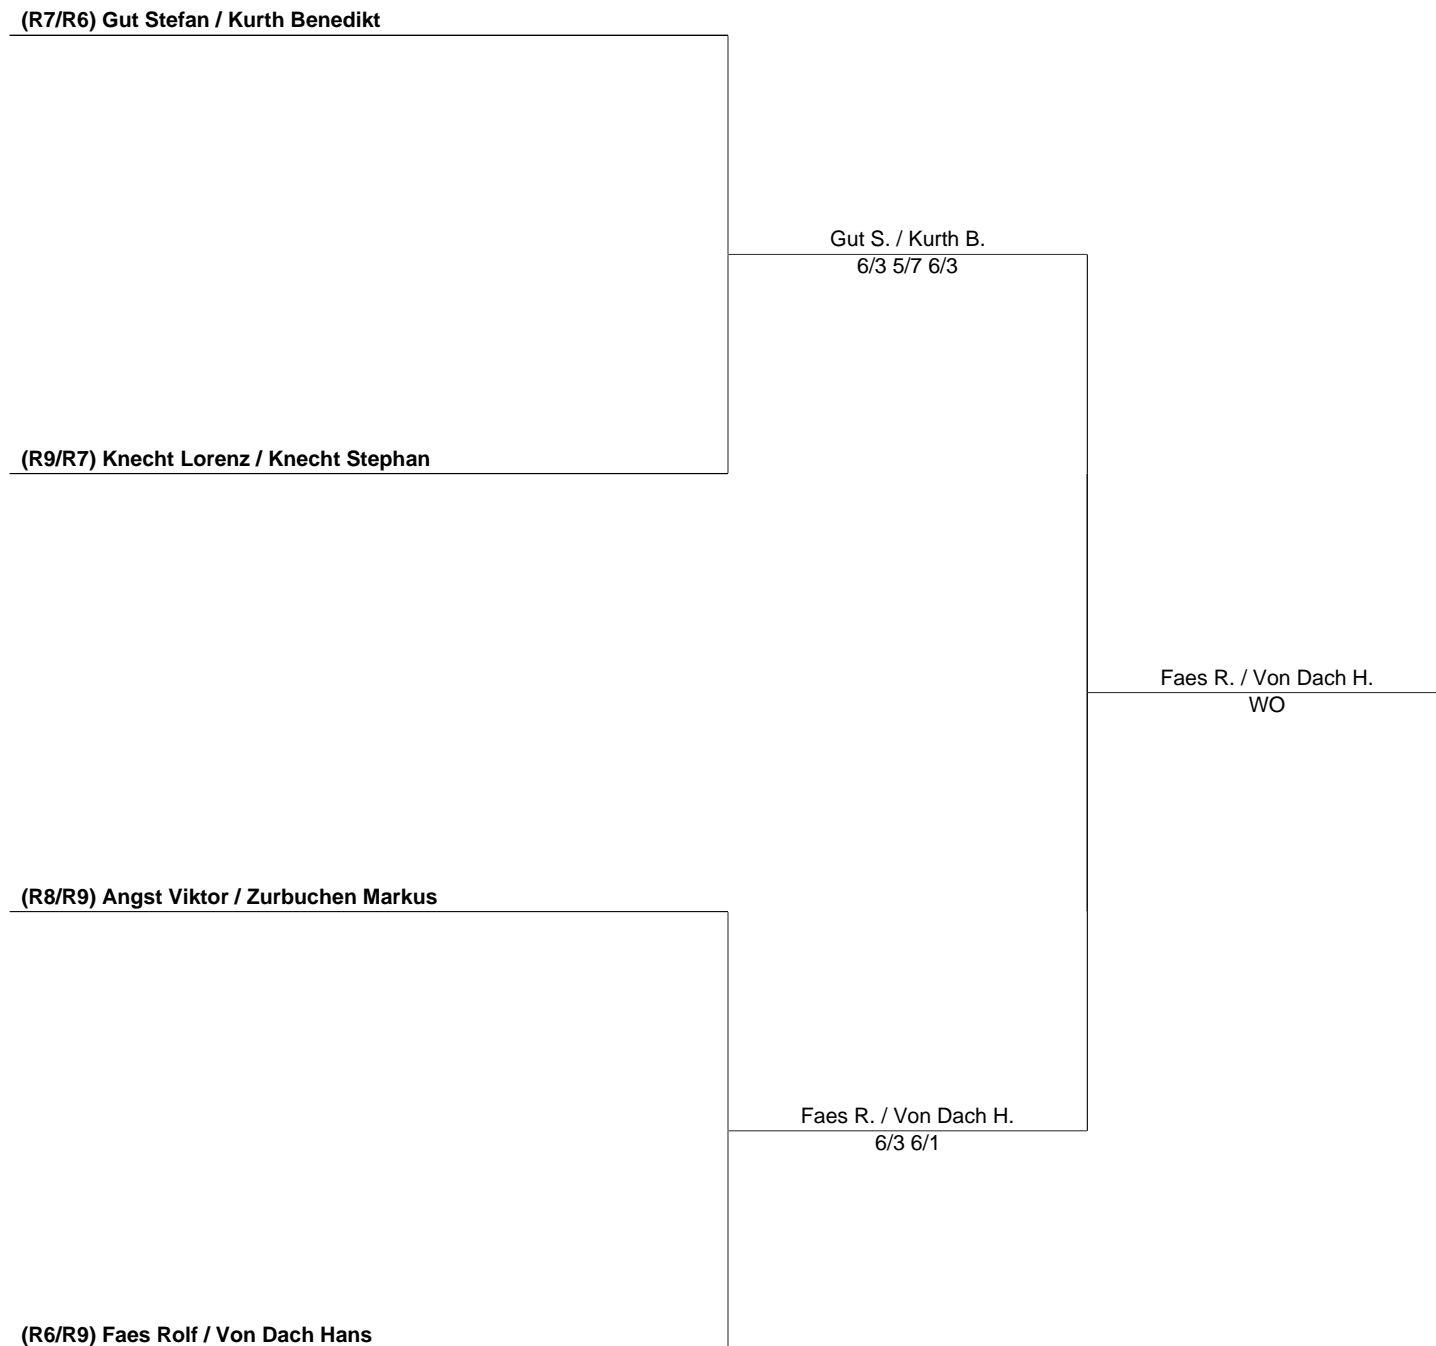 (R7/R6) Gut Stefan / Kurth Benedikt
Gut S. / Kurth B.
6/3 5/7 6/3
(R9/R7) Knecht Lorenz / Knecht Stephan
Faes R. / Von Dach H.
WO
(R8/R9) Angst Viktor / Zurbuchen Markus
Faes R. / Von Dach H.
6/3 6/1
(R6/R9) Faes Rolf / Von Dach Hans